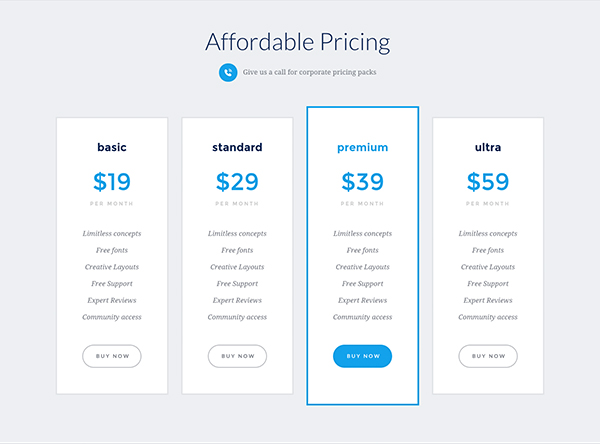 Affordable Pricing
Give us a call for corporate pricing packs
basic
$19
PER MONTH
Limitless concepts
Free fonts
Creative Layouts
Free Support
Expert Reviews
Community access
BUY NOW
standard
$29
PER MONTH
Limitless concepts
Free fonts
Creative Layouts
Free Support
Expert Reviews
Community access
BUY NOW
premium
$39
PER MONTH
Limitless concepts
Free fonts
Creative Layouts
Free Support
Expert Reviews
Community access
BUY NOW
ultra
$59
PER MONTH
Limitless concepts
Free fonts
Creative Layouts
Free Support
Expert Reviews
Community access
BUY NOW